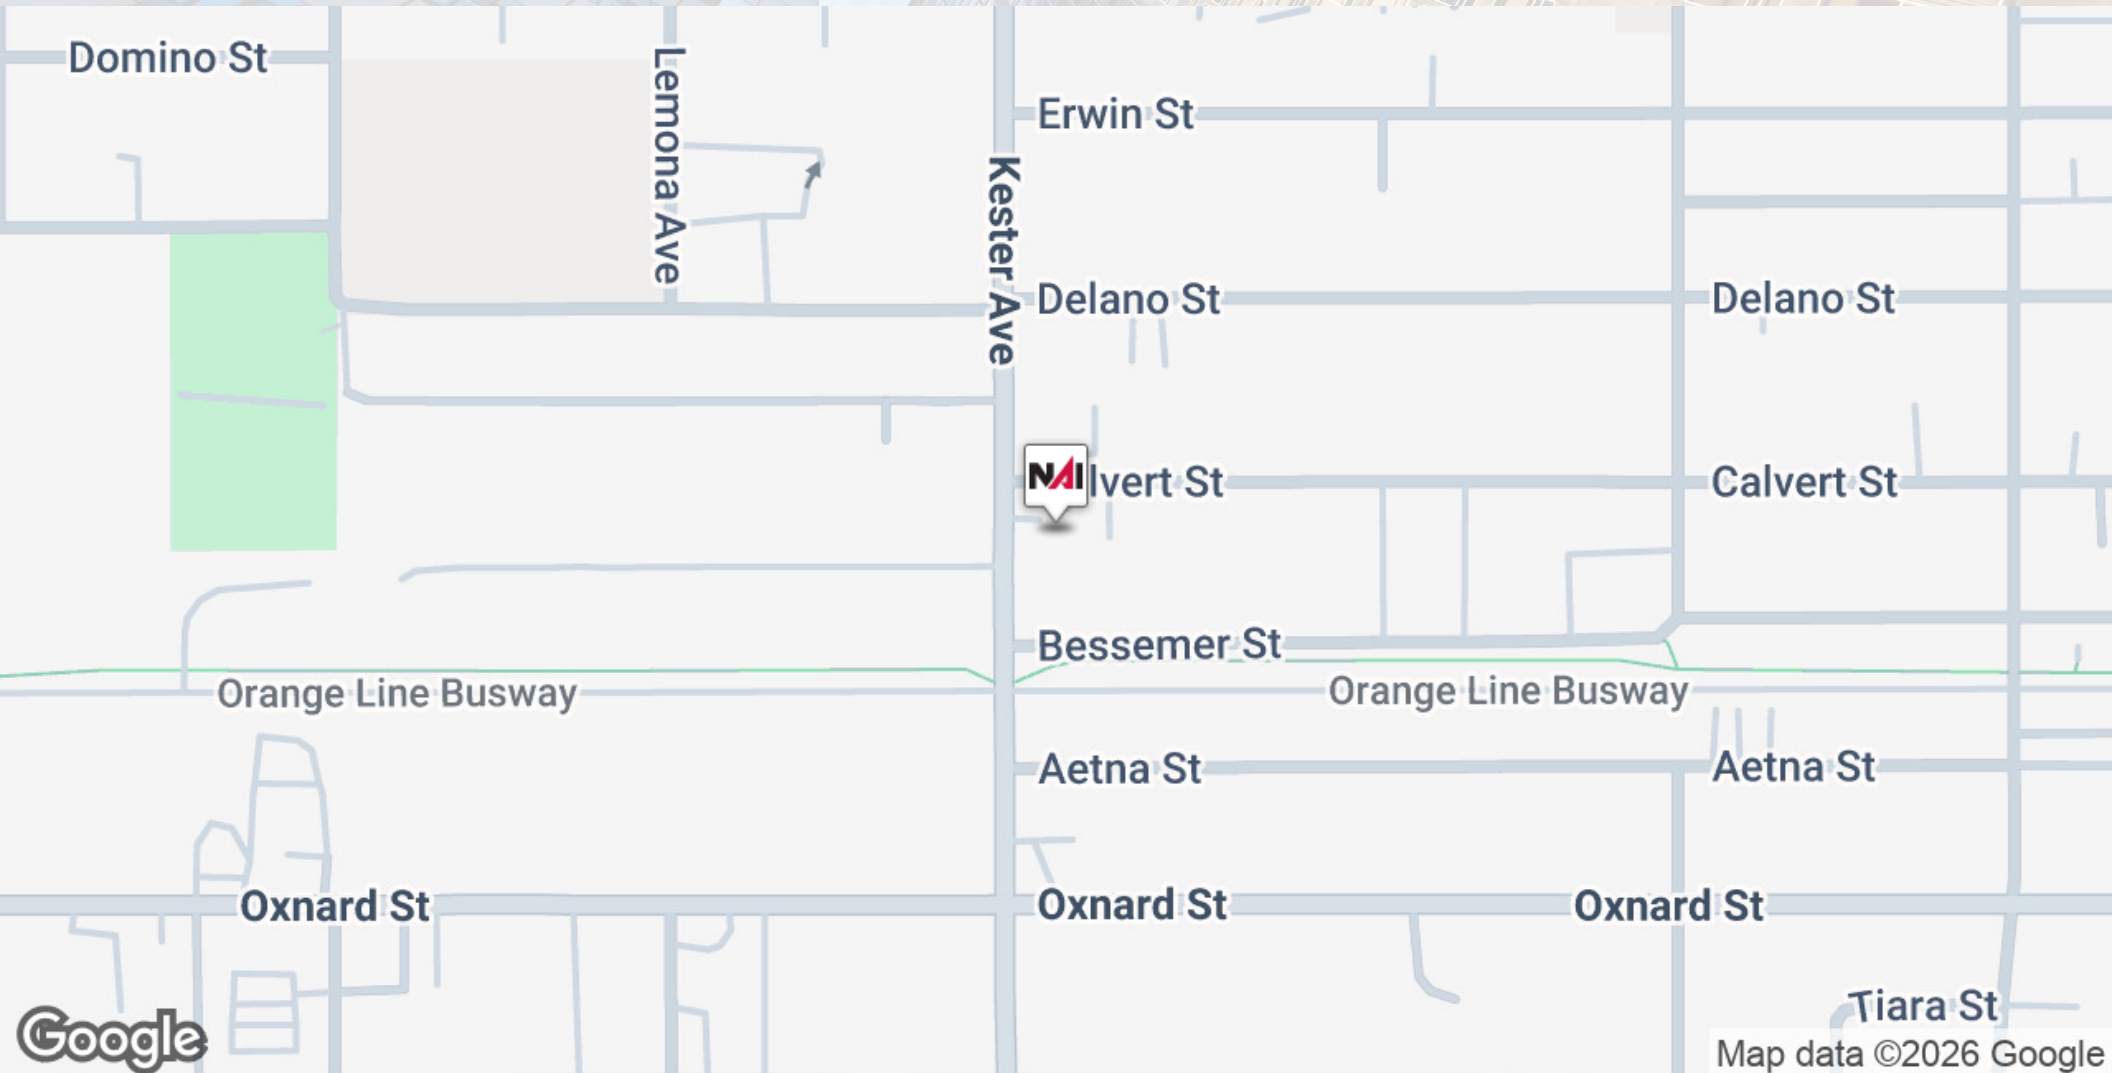 Domino St
Lemona Ave
Erwin St
Kester Ave
Delano St
Delano St
NAI
lvert St
Calvert St
Bessemer St
Orange Line Busway
Orange Line Busway
Aetna St
Aetna St
Oxnard St
Oxnard St
Oxnard St
Tiara St
Google
Map data ©2026 Google